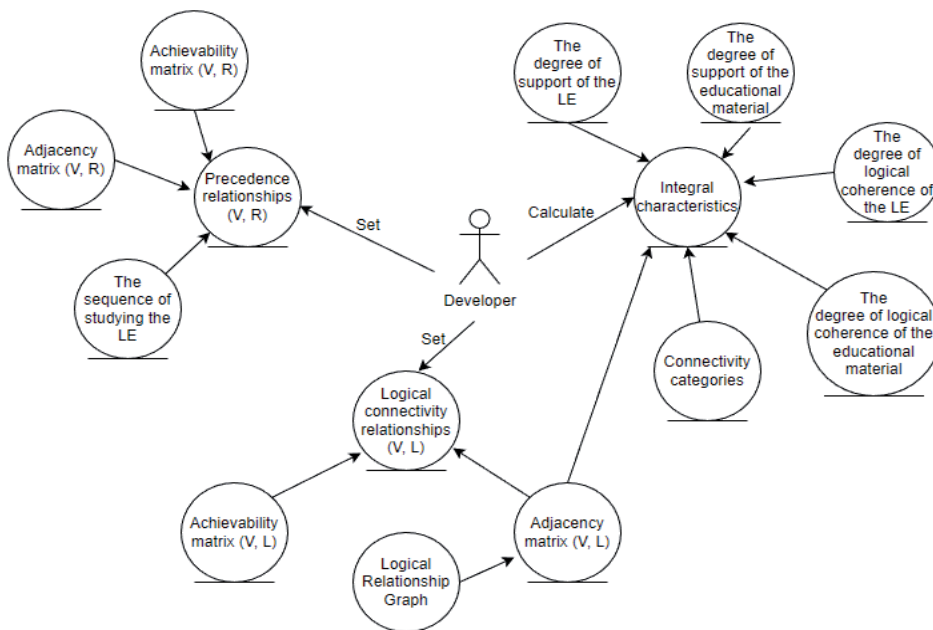 Achievability
matrix (V, R)
The
degree of
support of the
LE
The
degree of
support of the
educational
material
Adjacency
matrix (V, R)
Precedence
relationships
(V, R)
Integral
characteristics
The
degree of
logical
coherence of
the LE
Set
Calculate
The
sequence of
studying the
LE
Developer
The
degree of logical
coherence of the
educational
material
Set
Connectivity
categories
Logical
connectivity
relationships
(V, L)
Achievability
matrix (V, L)
Adjacency
matrix (V, L)
Logical
Relationship
Graph